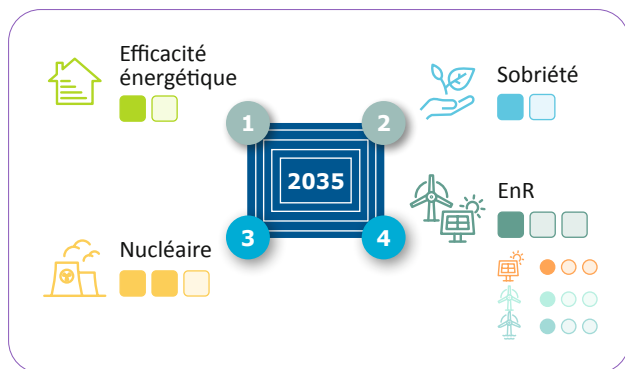 Efficacité
énergétique
Sobriété
1
2
2035
EnR
3
4
Nucléaire